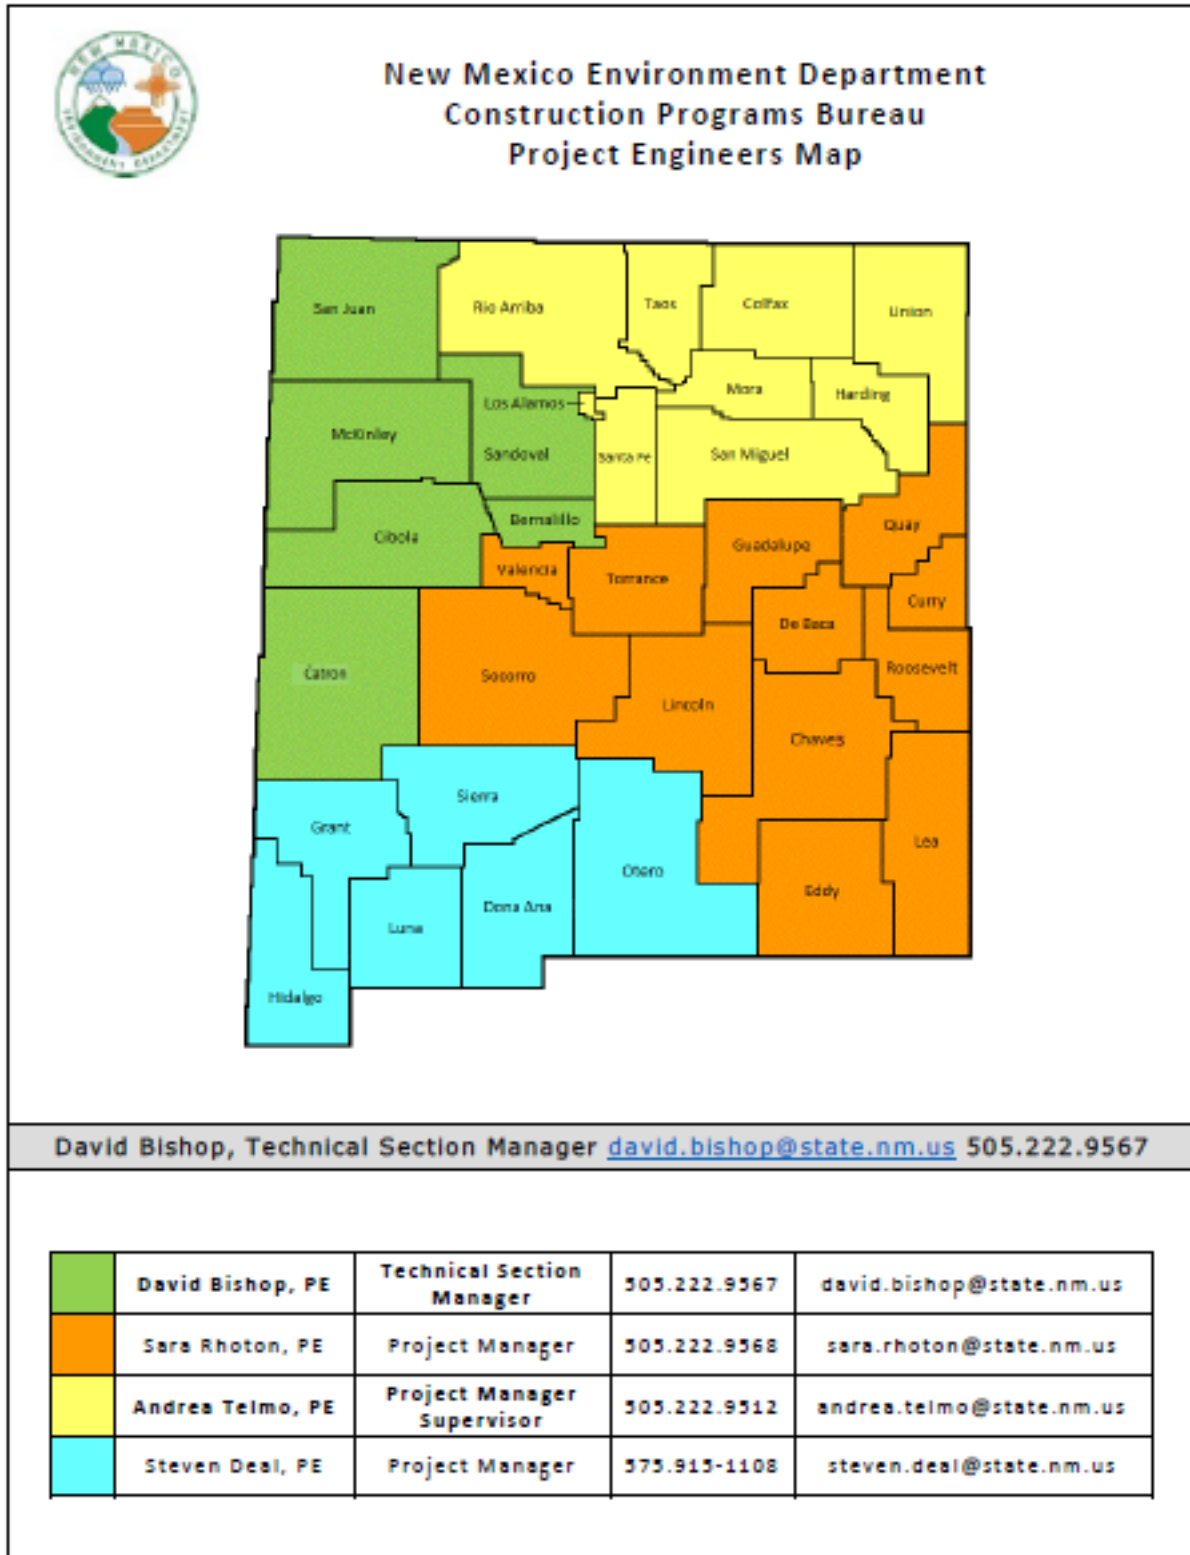 NEW MEXICO
ENVIRONMENT DEPARTMENT
New Mexico Environment Department
Construction Programs Bureau
Project Engineers Map
San Juan
Rio Arriba
Taos
Colfax
Union
Los Alamos
Mora
Harding
McKinley
Sandoval
Santa Fe
San Miguel
Bernalillo
Cibola
Quay
Guadalupe
Valencia
Torrance
Curry
De Baca
Catron
Socorro
Roosevelt
Lincoln
Chaves
Sierra
Grant
Lea
Otero
Eddy
Dona Ana
Luna
Hidalgo
David Bishop, Technical Section Manager david.bishop@state.nm.us 505.222.9567
David Bishop, PE Technical Section Manager 505.222.9567 david.bishop@state.nm.us
Sara Rhoton, PE Project Manager 505.222.9568 sara.rhoton@state.nm.us
Andrea Telmo, PE Project Manager Supervisor 505.222.9512 andrea.telmo@state.nm.us
Steven Deal, PE Project Manager 575.915-1108 steven.deal@state.nm.us